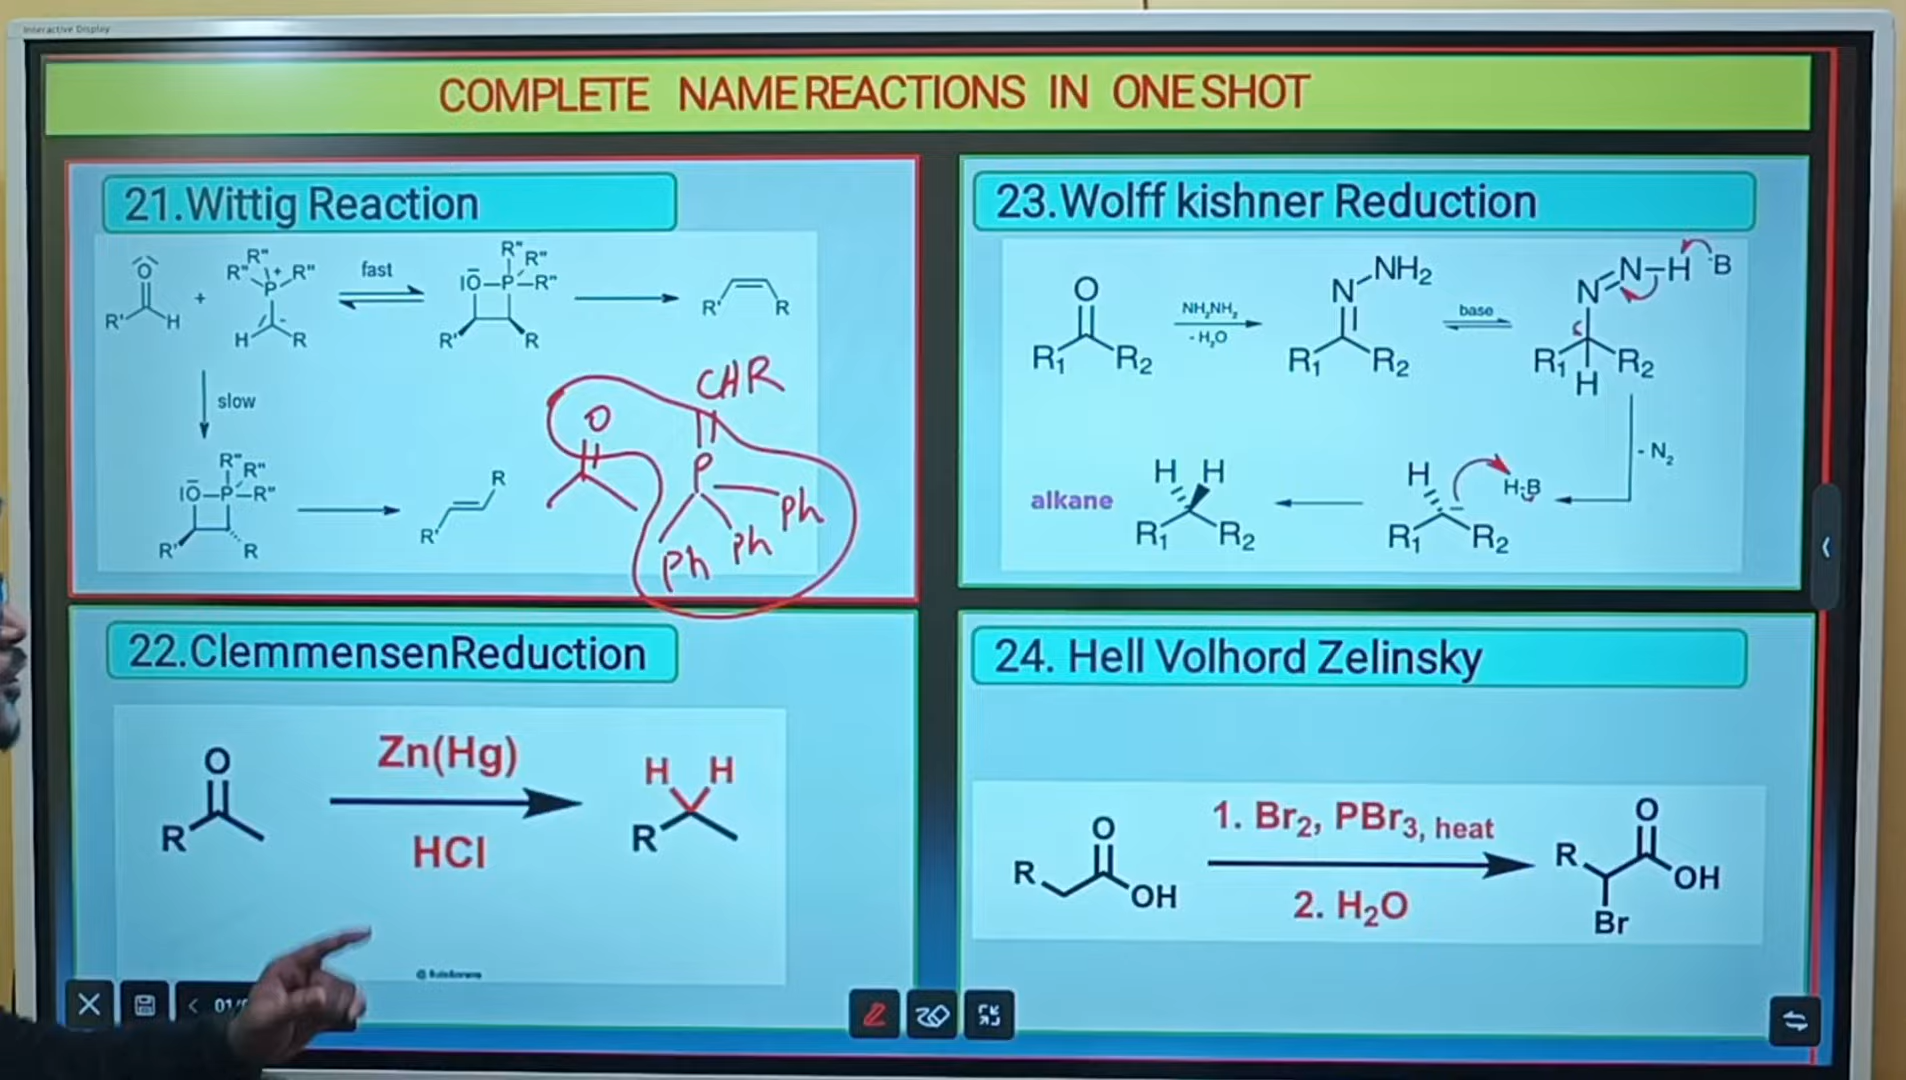 Interactive Display
COMPLETE NAME REACTIONS IN ONE SHOT
21.Wittig Reaction
R'
O
H
+
R"
R"
R"
P
+
H
-
R
fast
IO̅–P–R"
R"
R"
R'
R
R'
R
slow
R"
R"
IO̅–P–R"
R'
R
R'
R
O
CHR
P
Ph
Ph
Ph
22.ClemmensenReduction
O
R
Zn(Hg)
HCl
H H
R
23.Wolff kishner Reduction
O
R₁ R₂
NH₂NH₂
- H₂O
N-NH₂
R₁ R₂
base
N=N-H :B
R₁ R₂
H
- N₂
H
H:B
R₁ - R₂
H H
R₁ R₂
alkane
24. Hell Volhord Zelinsky
R
O
OH
1. Br₂, PBr₃, heat
2. H₂O
R
O
OH
Br